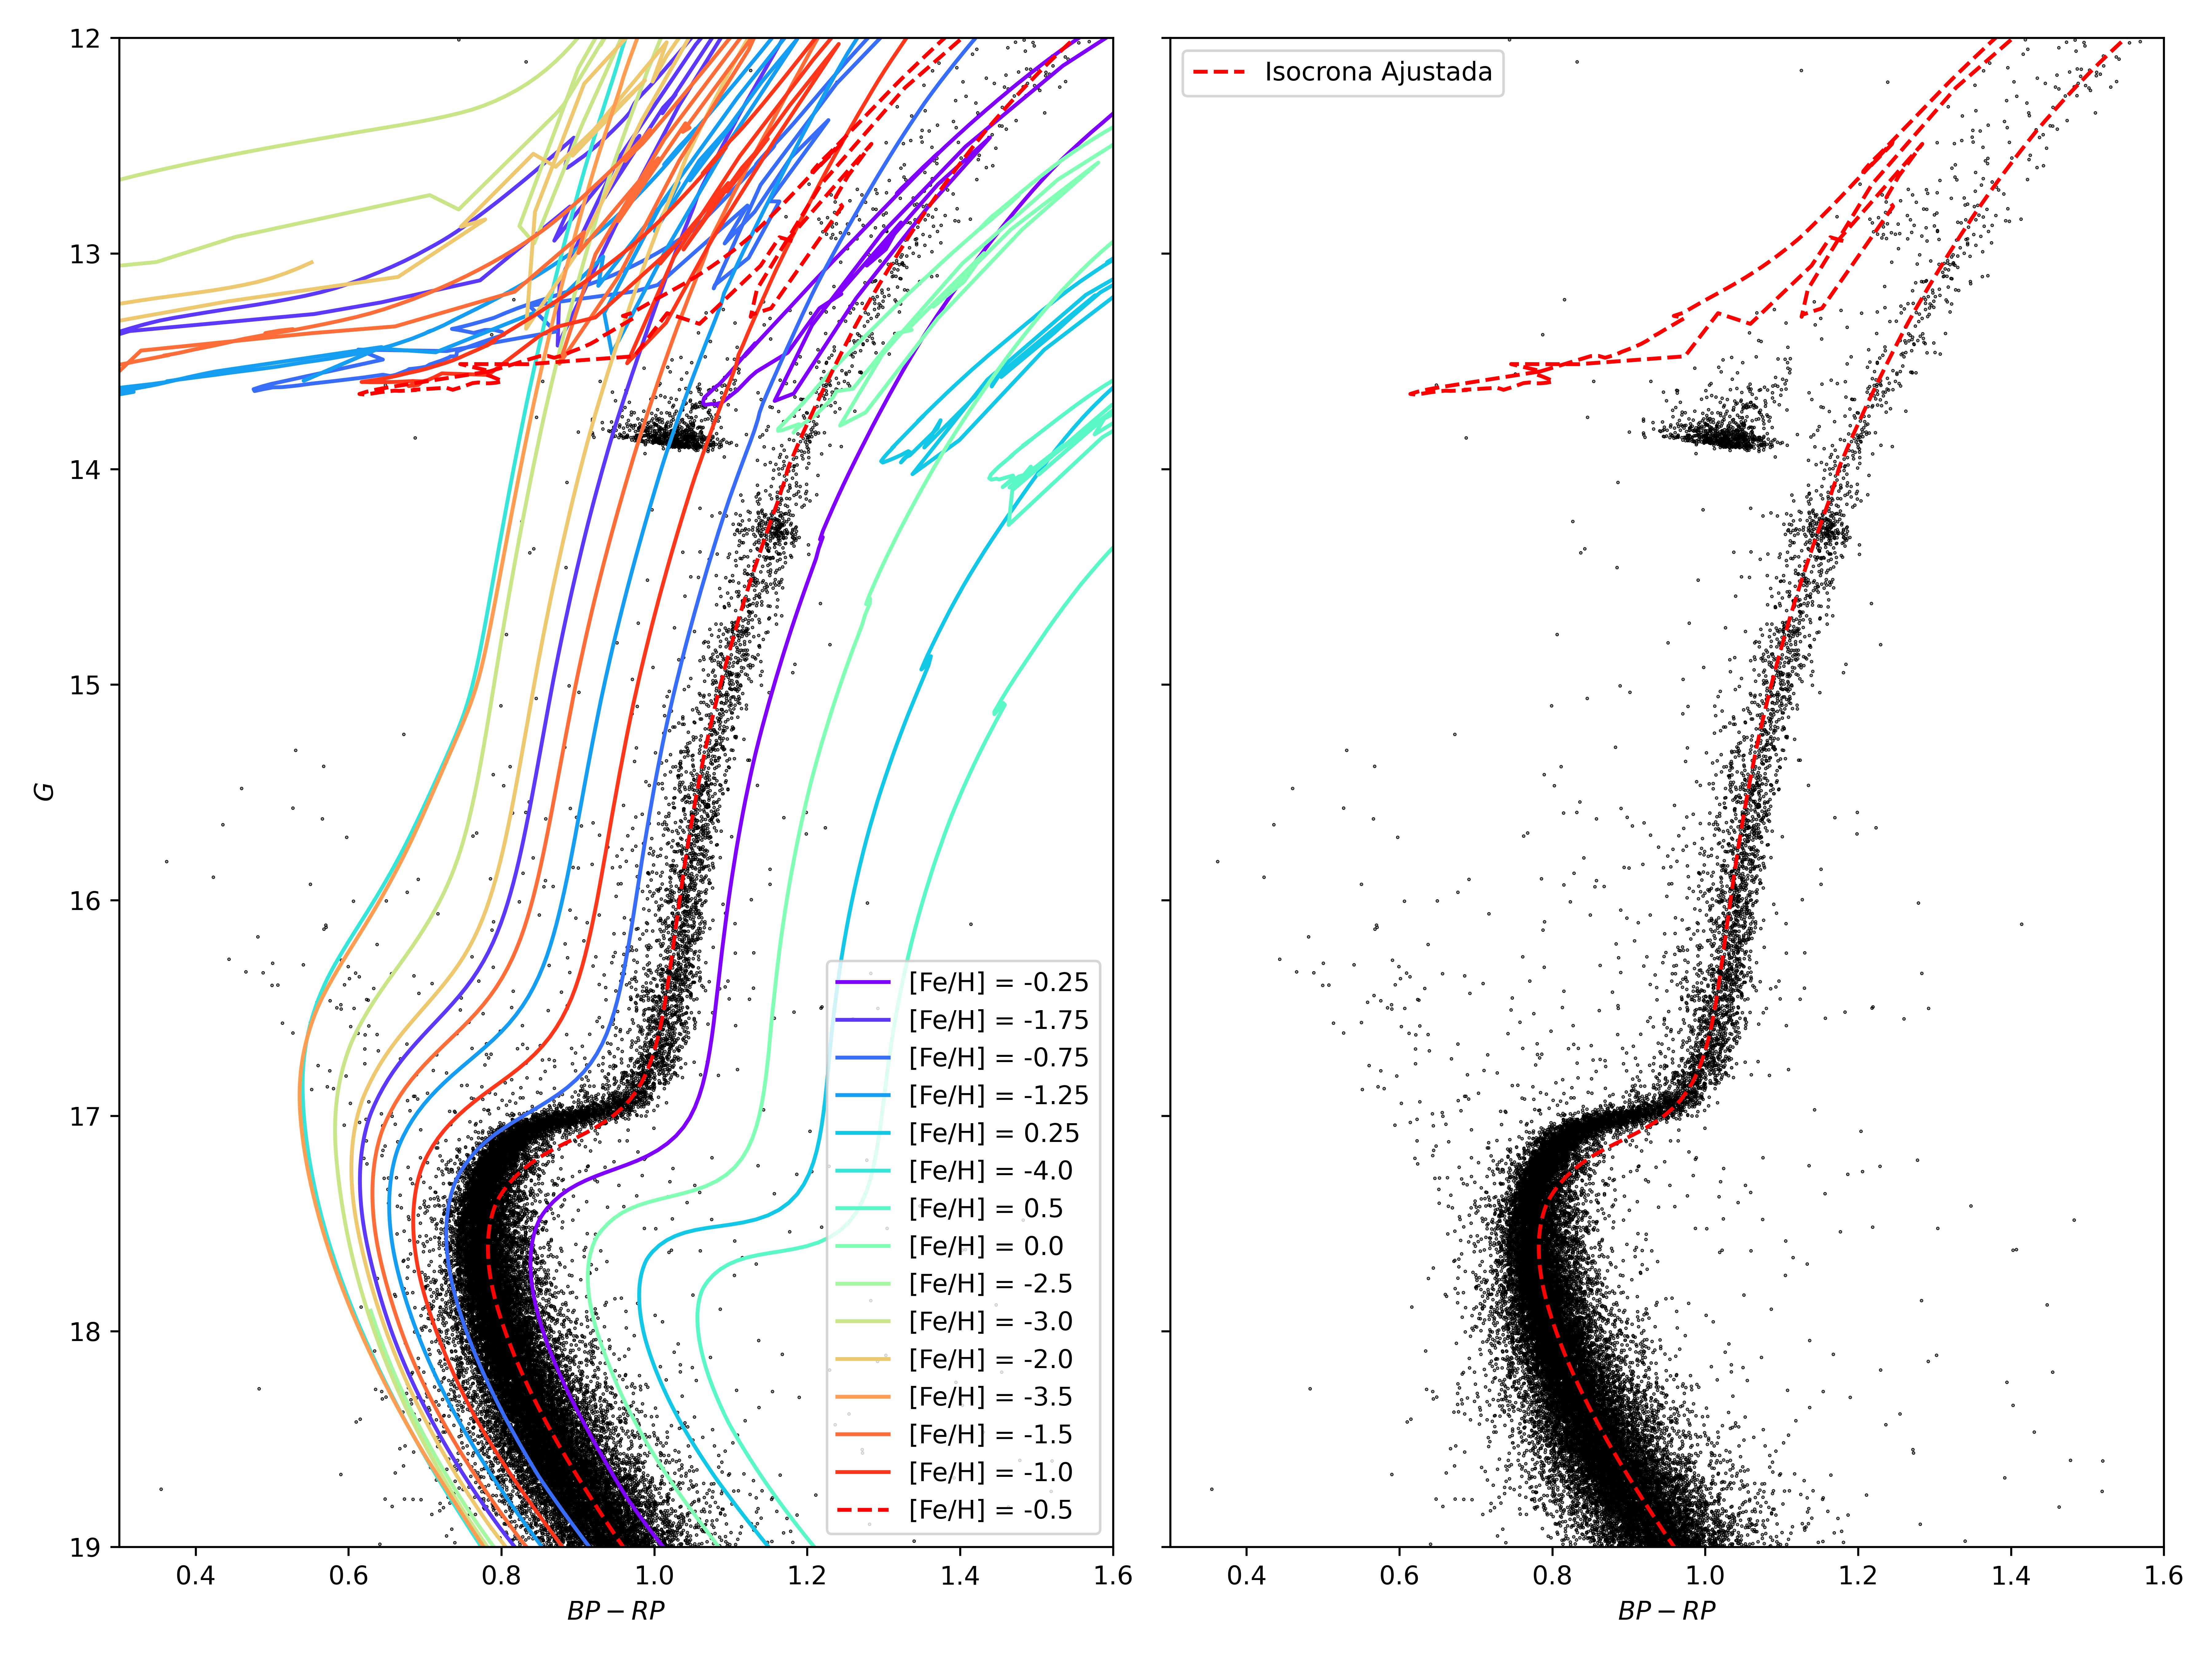 12
13
14
15
16
17
18
19
G
0.4
0.6
0.8
1.0
1.2
1.4
1.6
BP − RP
[Fe/H] = -0.25
[Fe/H] = -1.75
[Fe/H] = -0.75
[Fe/H] = -1.25
[Fe/H] = 0.25
[Fe/H] = -4.0
[Fe/H] = 0.5
[Fe/H] = 0.0
[Fe/H] = -2.5
[Fe/H] = -3.0
[Fe/H] = -2.0
[Fe/H] = -3.5
[Fe/H] = -1.5
[Fe/H] = -1.0
[Fe/H] = -0.5
Isocrona Ajustada
0.4
0.6
0.8
1.0
1.2
1.4
1.6
BP − RP